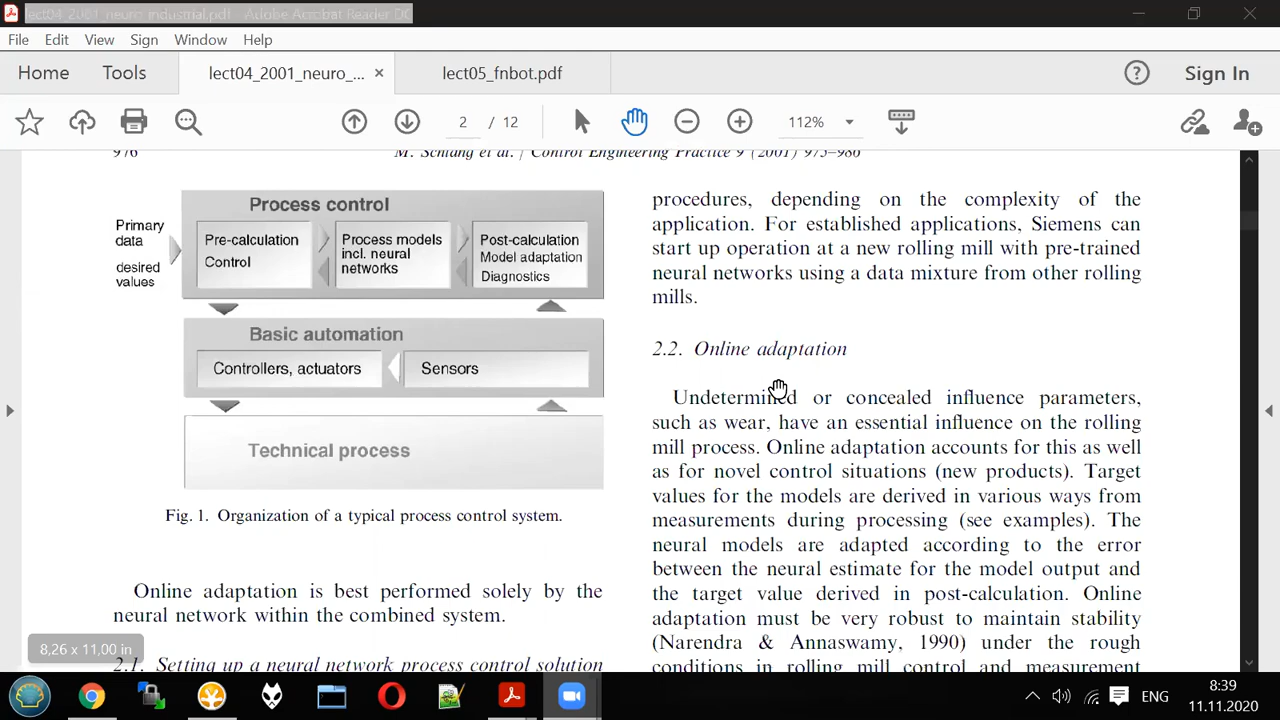 lect04_2001_neuro_industrial.pdf - Adobe Acrobat Reader DC
File Edit View Sign Window Help
Home Tools lect04_2001_neuro_... × lect05_fnbot.pdf Sign In
2 / 12 112%
976 M. Schlang et al. / Control Engineering Practice 9 (2001) 975–986
Process control
Primary
data
desired
values
Pre-calculation
Control
Process models
incl. neural
networks
Post-calculation
Model adaptation
Diagnostics
Basic automation
Controllers, actuators
Sensors
Technical process
Fig. 1. Organization of a typical process control system.
Online adaptation is best performed solely by the
neural network within the combined system.
2.1. Setting up a neural network process control solution
8,26 x 11,00 in
procedures, depending on the complexity of the
application. For established applications, Siemens can
start up operation at a new rolling mill with pre-trained
neural networks using a data mixture from other rolling
mills.
2.2. Online adaptation
Undetermined or concealed influence parameters,
such as wear, have an essential influence on the rolling
mill process. Online adaptation accounts for this as well
as for novel control situations (new products). Target
values for the models are derived in various ways from
measurements during processing (see examples). The
neural models are adapted according to the error
between the neural estimate for the model output and
the target value derived in post-calculation. Online
adaptation must be very robust to maintain stability
(Narendra & Annaswamy, 1990) under the rough
conditions in rolling mill control and measurement
ENG
8:39
11.11.2020